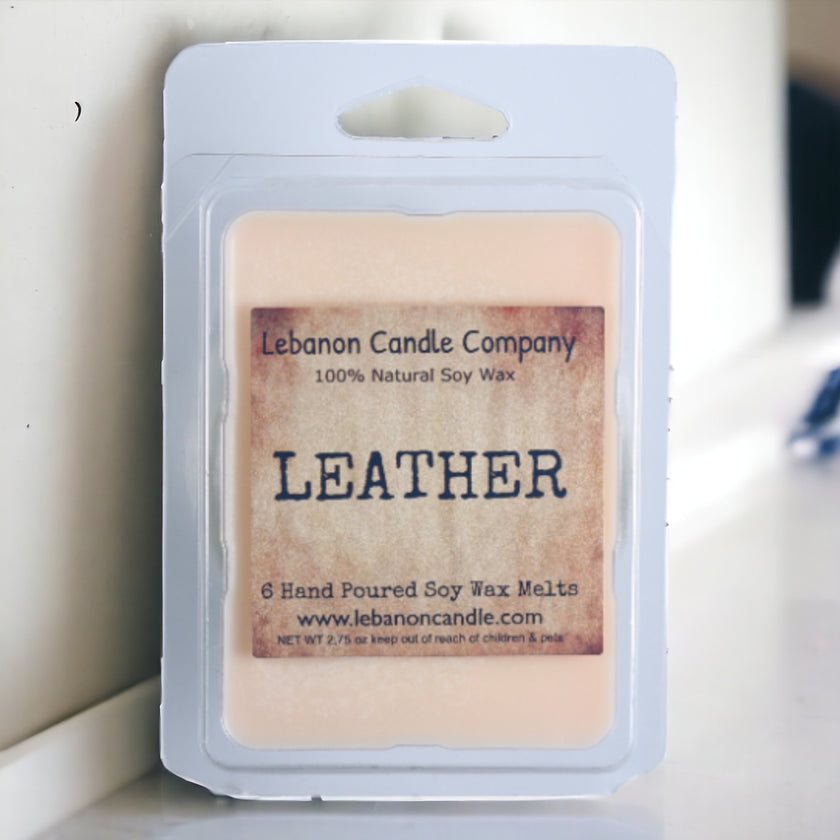 Lebanon Candle Company
100% Natural Soy Wax
LEATHER
6 Hand Poured Soy Wax Melts
www.lebanoncandle.com
NET WT 2.75 oz keep out of reach of children & pets